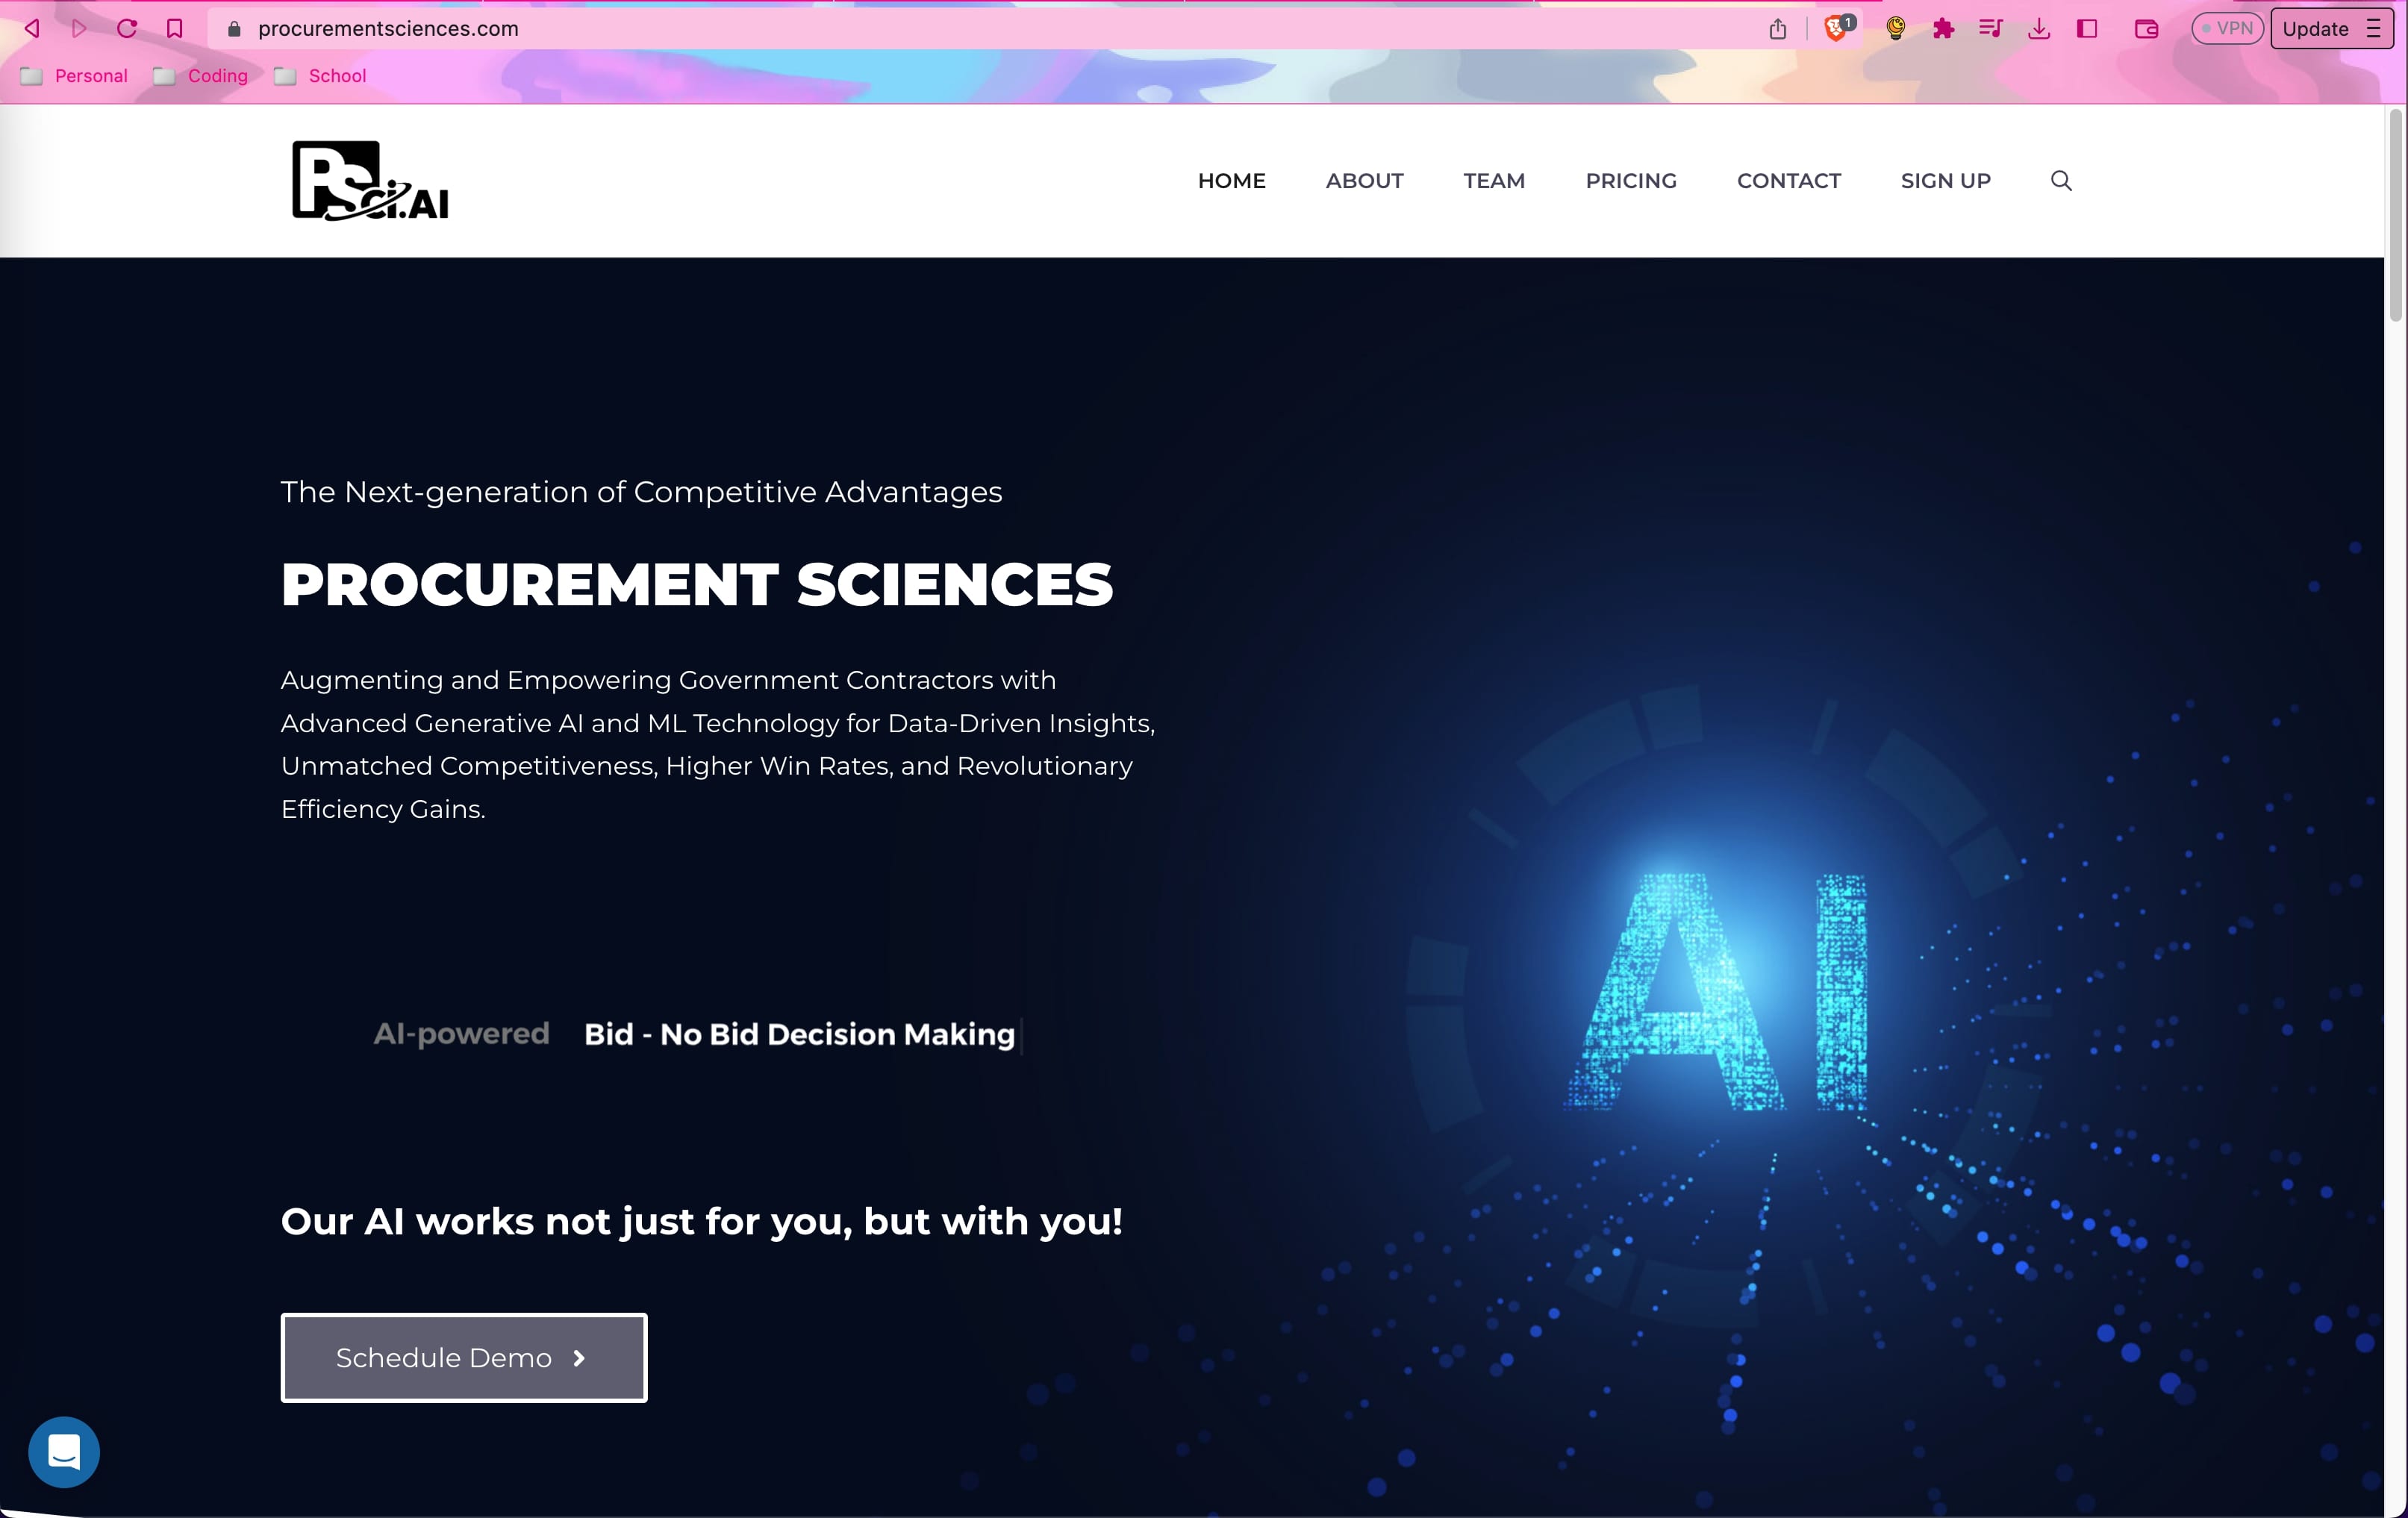 procurementsciences.com
1
VPN
Update
Personal
Coding
School
PSci.AI
HOME
ABOUT
TEAM
PRICING
CONTACT
SIGN UP
The Next-generation of Competitive Advantages
PROCUREMENT SCIENCES
Augmenting and Empowering Government Contractors with
Advanced Generative AI and ML Technology for Data-Driven Insights,
Unmatched Competitiveness, Higher Win Rates, and Revolutionary
Efficiency Gains.
AI
AI-powered Bid - No Bid Decision Making
Our AI works not just for you, but with you!
Schedule Demo